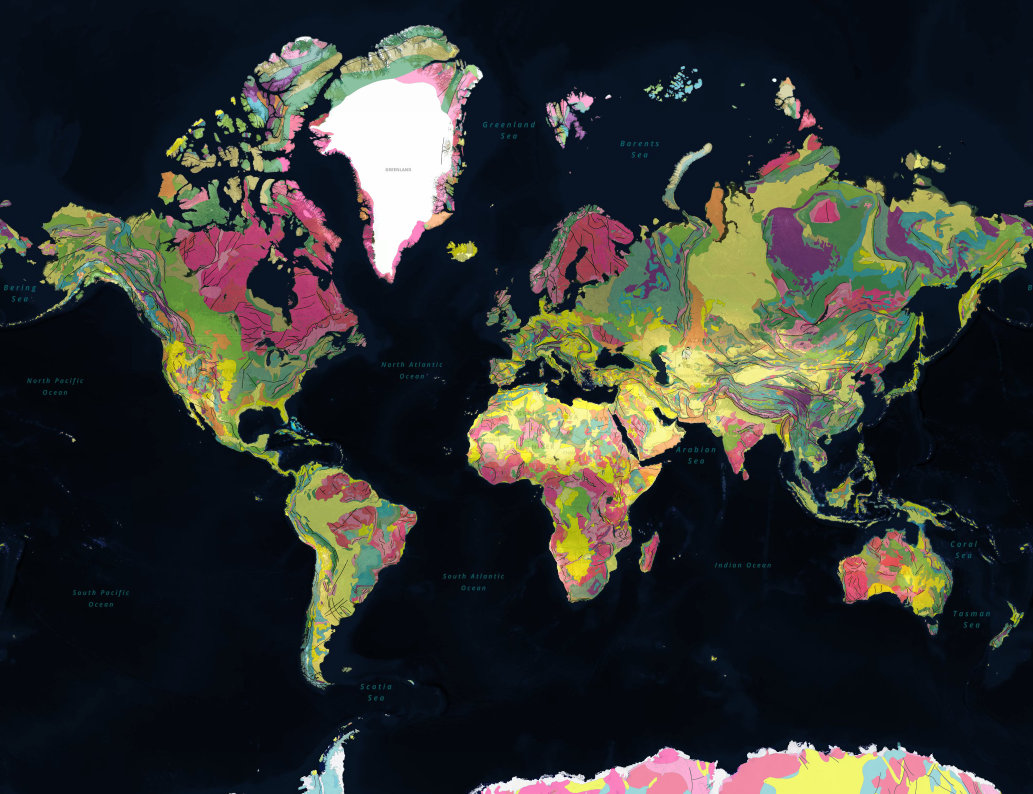 Greenland
Sea
Barents
Sea
GREENLAND
Bering
Sea
North Pacific
Ocean
North Atlantic
Ocean
Arabian
Sea
Coral
Sea
South Pacific
Ocean
South Atlantic
Ocean
Indian Ocean
Tasman
Sea
Scotia
Sea
B